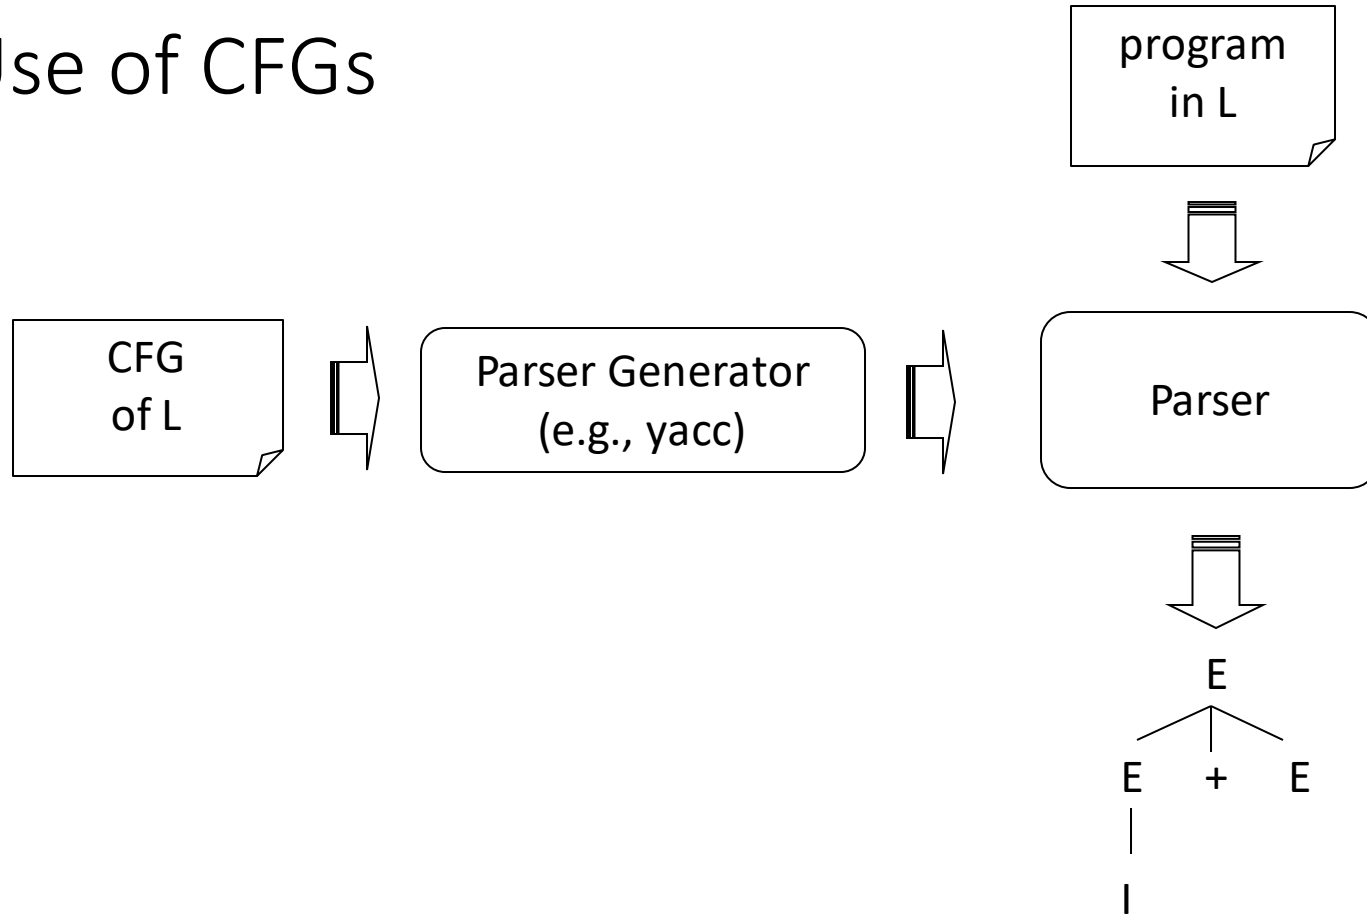 Use of CFGs
program
in L
CFG
of L
Parser Generator
(e.g., yacc)
Parser
E
E + E
I